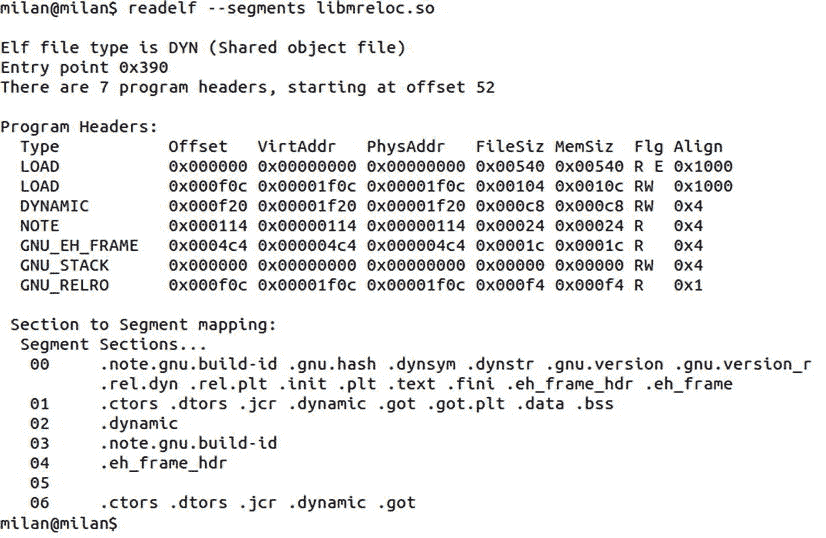 milan@milan$ readelf --segments libmreloc.so
Elf file type is DYN (Shared object file)
Entry point 0x390
There are 7 program headers, starting at offset 52
Program Headers:
Type Offset VirtAddr PhysAddr FileSiz MemSiz Flg Align
LOAD 0x000000 0x00000000 0x00000000 0x00540 0x00540 R E 0x1000
LOAD 0x000f0c 0x00001f0c 0x00001f0c 0x00104 0x0010c RW 0x1000
DYNAMIC 0x000f20 0x00001f20 0x00001f20 0x000c8 0x000c8 RW 0x4
NOTE 0x000114 0x00000114 0x00000114 0x00024 0x00024 R 0x4
GNU_EH_FRAME 0x0004c4 0x000004c4 0x000004c4 0x0001c 0x0001c R 0x4
GNU_STACK 0x000000 0x00000000 0x00000000 0x00000 0x00000 RW 0x4
GNU_RELRO 0x000f0c 0x00001f0c 0x00001f0c 0x000f4 0x000f4 R 0x1
Section to Segment mapping:
Segment Sections...
00 .note.gnu.build-id .gnu.hash .dynsym .dynstr .gnu.version .gnu.version_r
.rel.dyn .rel.plt .init .plt .text .fini .eh_frame_hdr .eh_frame
01 .ctors .dtors .jcr .dynamic .got .got.plt .data .bss
02 .dynamic
03 .note.gnu.build-id
04 .eh_frame_hdr
05
06 .ctors .dtors .jcr .dynamic .got
milan@milan$